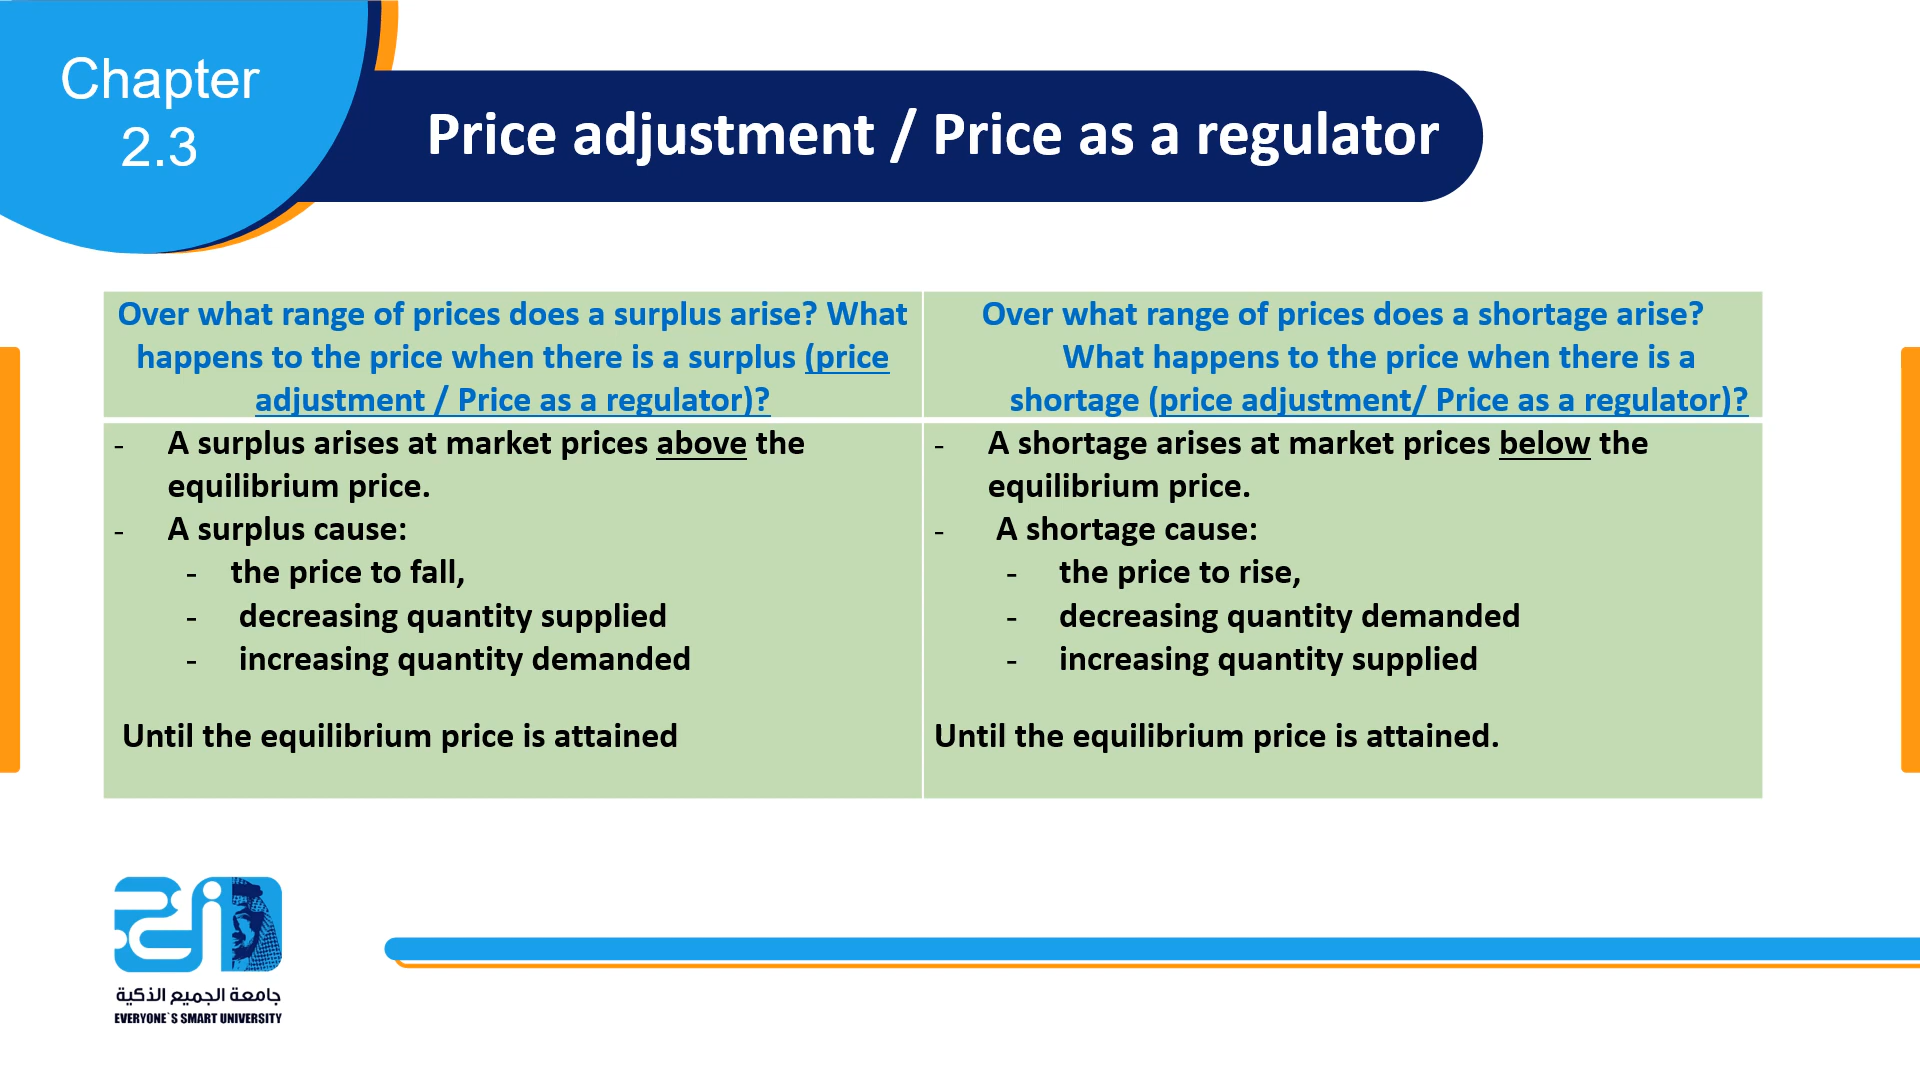 Chapter
2.3
Price adjustment / Price as a regulator
Over what range of prices does a surplus arise? What
happens to the price when there is a surplus (price
adjustment / Price as a regulator)?
Over what range of prices does a shortage arise?
What happens to the price when there is a
shortage (price adjustment/ Price as a regulator)?
- A surplus arises at market prices above the
equilibrium price.
- A surplus cause:
- the price to fall,
- decreasing quantity supplied
- increasing quantity demanded
Until the equilibrium price is attained
- A shortage arises at market prices below the
equilibrium price.
- A shortage cause:
- the price to rise,
- decreasing quantity demanded
- increasing quantity supplied
Until the equilibrium price is attained.
جامعة الجميع الذكية
EVERYONE`S SMART UNIVERSITY